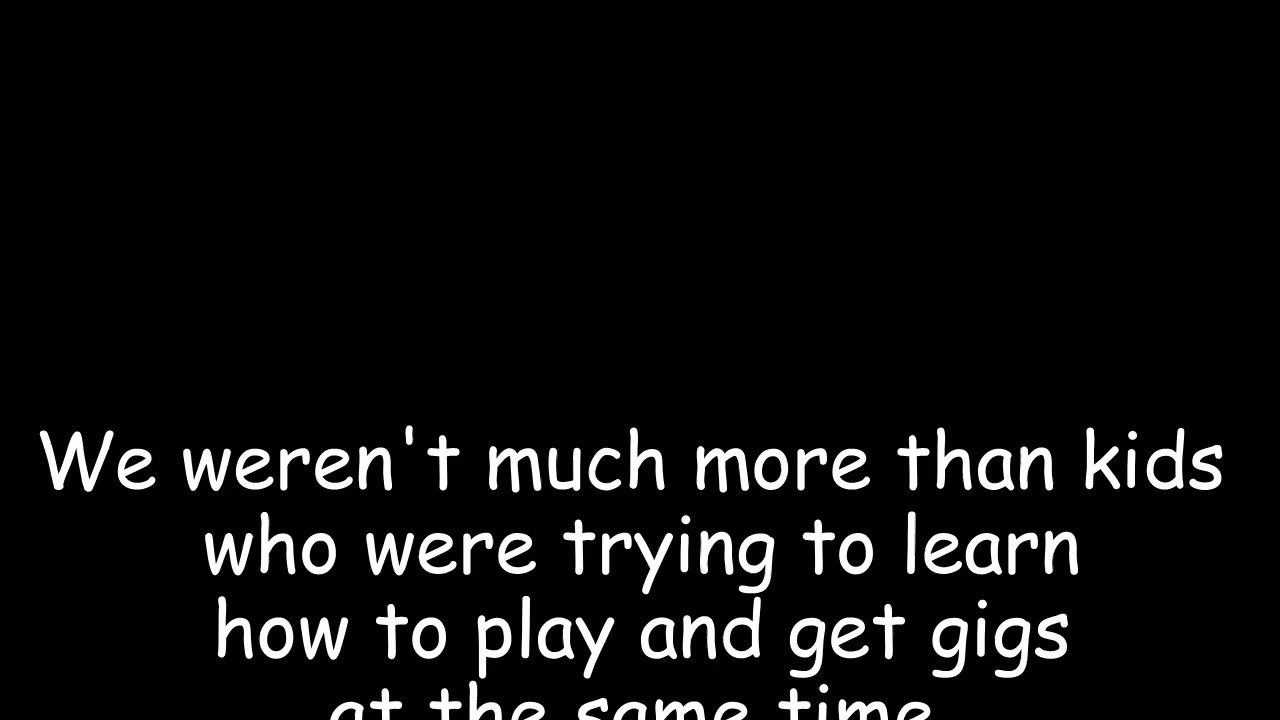 We weren't much more than kids
who were trying to learn
how to play and get gigs
at the same time